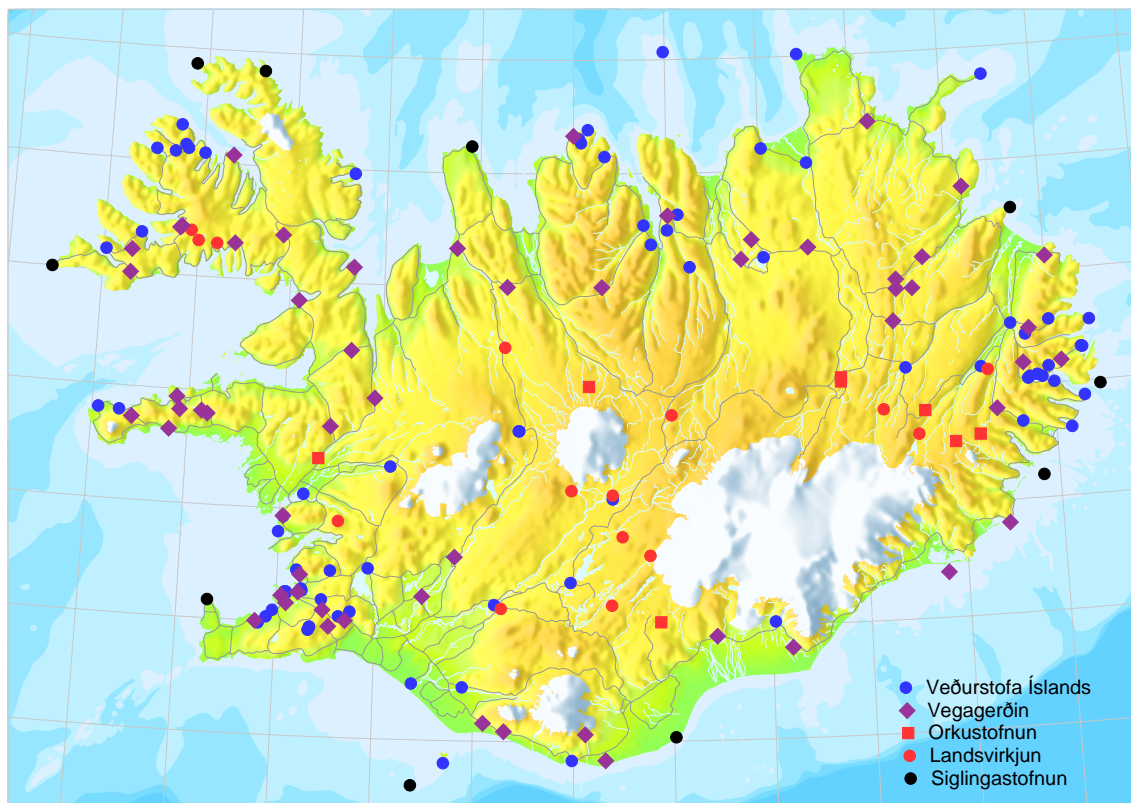 Veðurstofa Íslands
Vegagerðin
Orkustofnun
Landsvirkjun
Siglingastofnun